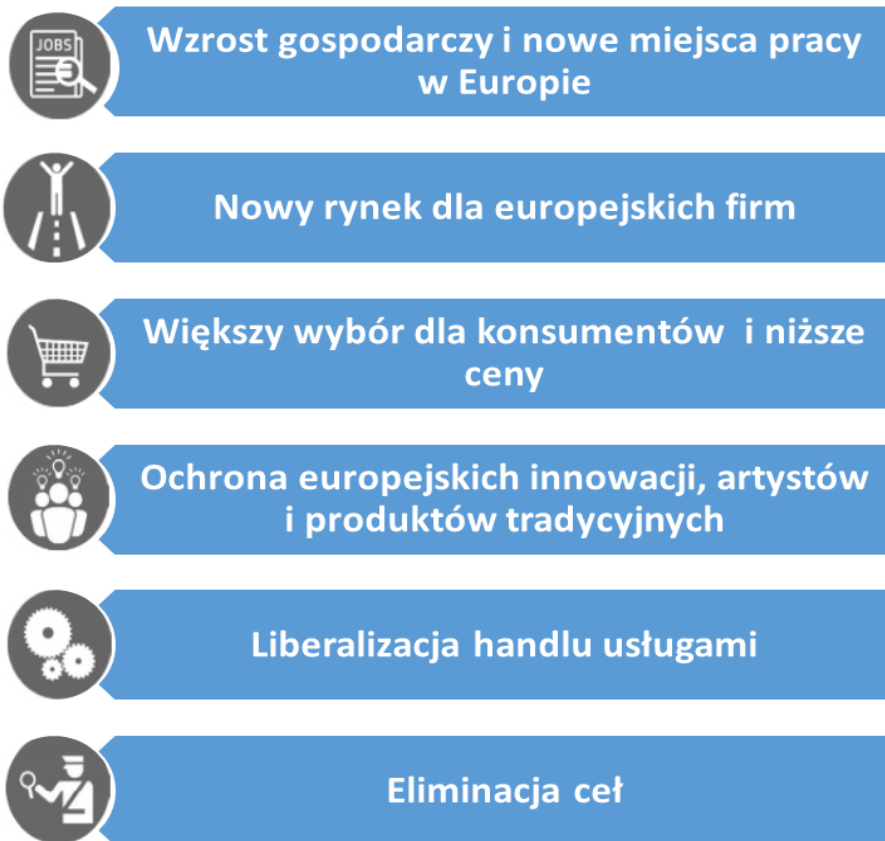 JOBS
Wzrost gospodarczy i nowe miejsca pracy
w Europie
Nowy rynek dla europejskich firm
Większy wybór dla konsumentów i niższe
ceny
Ochrona europejskich innowacji, artystów
i produktów tradycyjnych
Liberalizacja handlu usługami
Eliminacja ceł